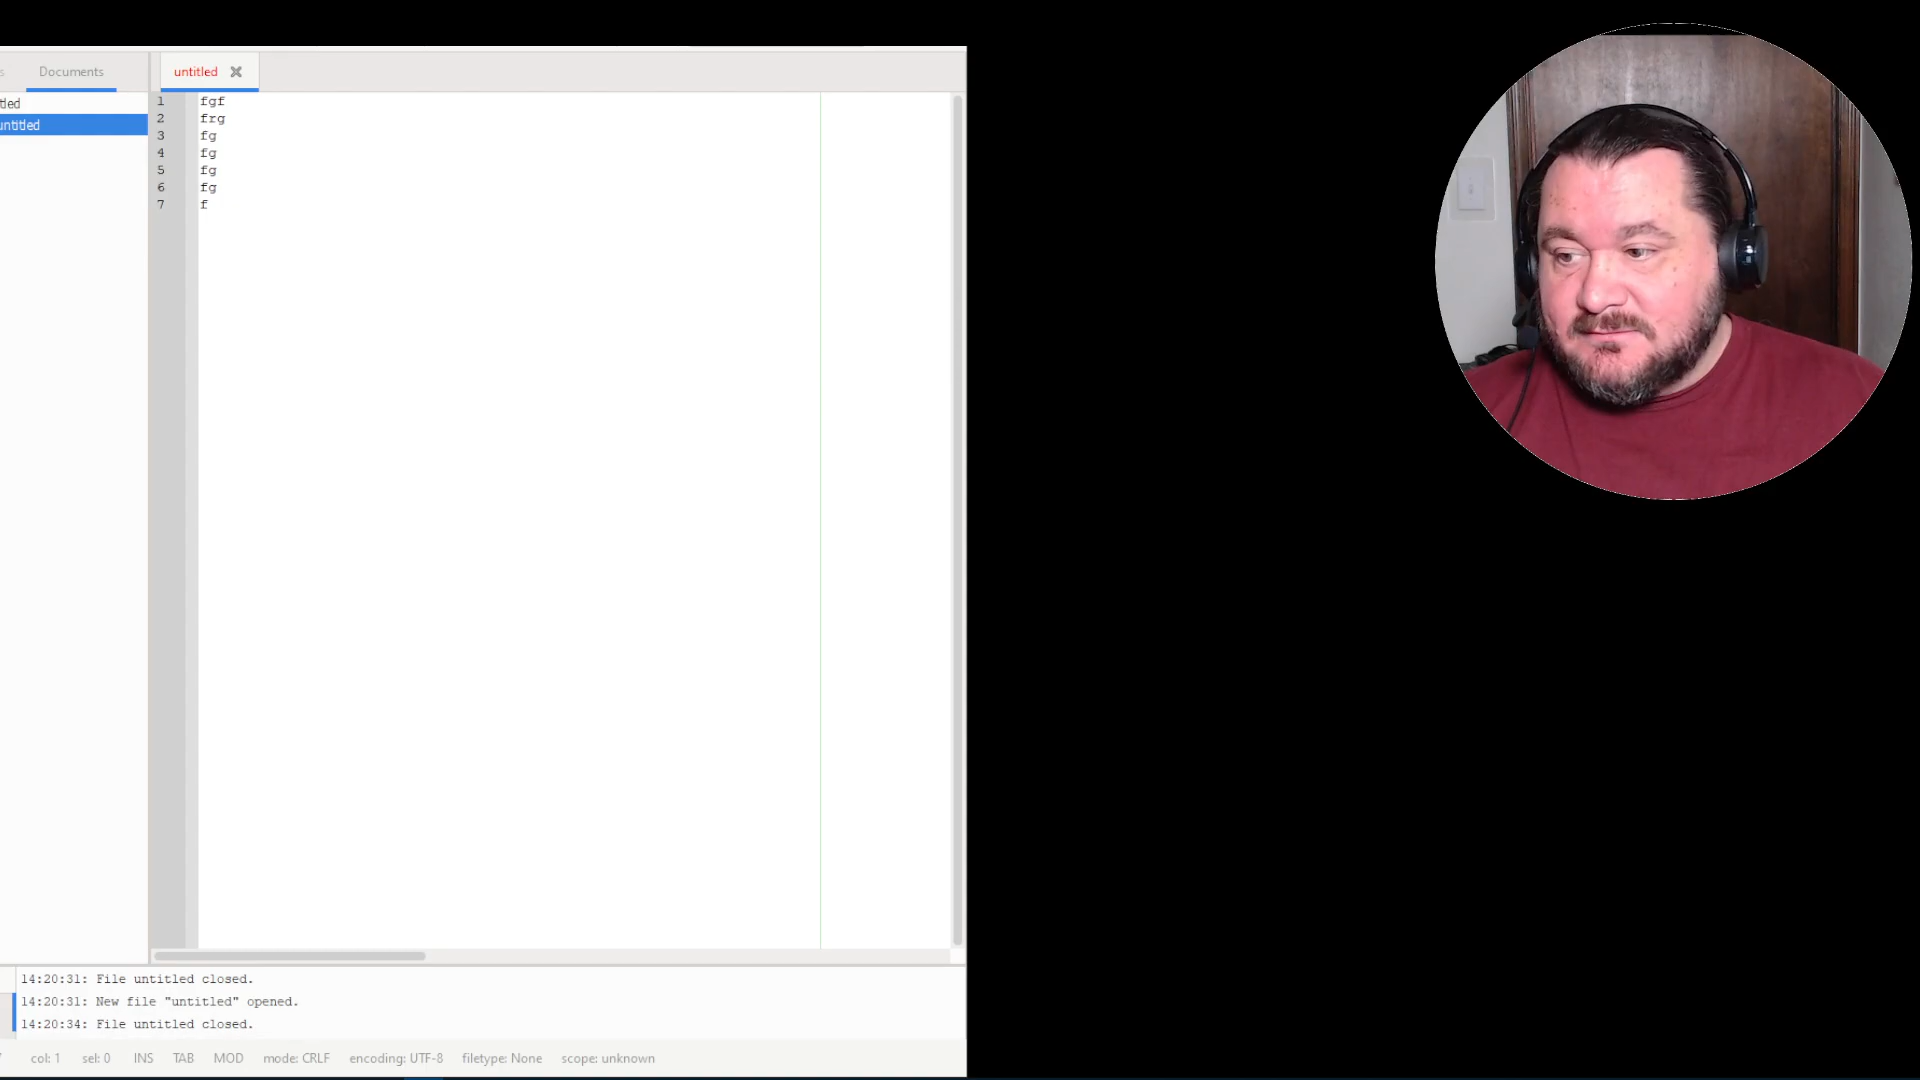 Documents
untitled
tled
untitled
1 fgf
2 frg
3 fg
4 fg
5 fg
6 fg
7 f
14:20:31: File untitled closed.
14:20:31: New file "untitled" opened.
14:20:34: File untitled closed.
col: 1 sel: 0 INS TAB MOD mode: CRLF encoding: UTF-8 filetype: None scope: unknown